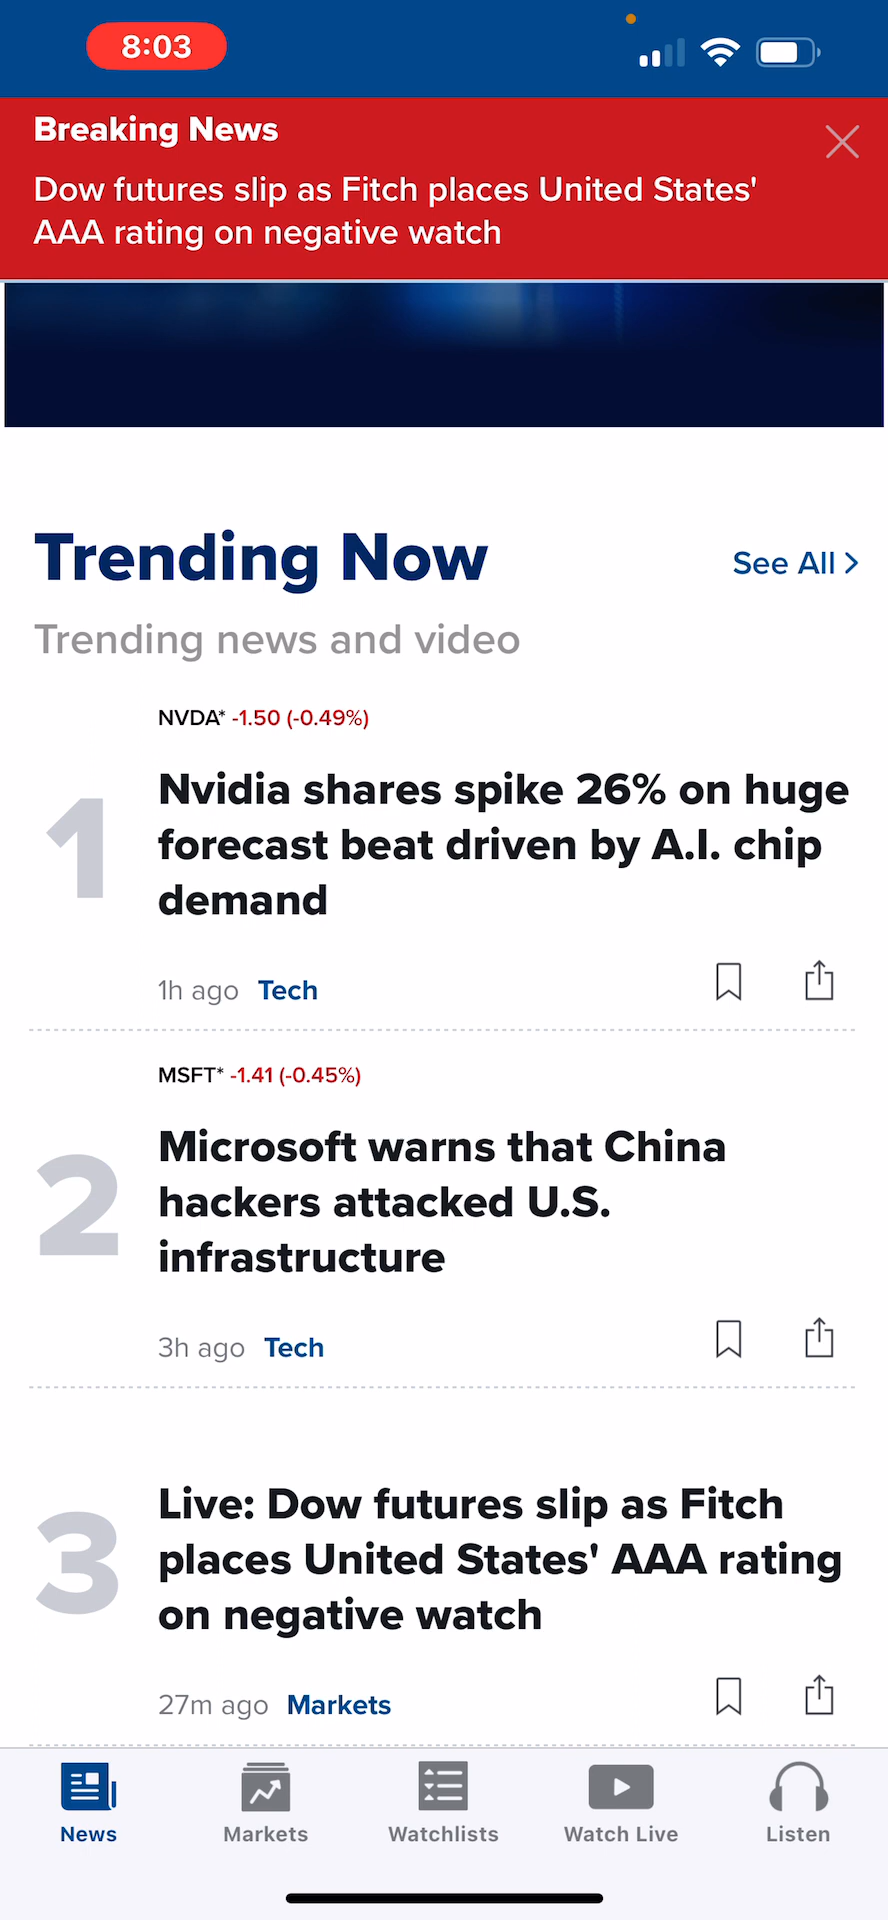 8:03
Breaking News
Dow futures slip as Fitch places United States'
AAA rating on negative watch
Trending Now
See All
Trending news and video
NVDA* -1.50 (-0.49%)
1
Nvidia shares spike 26% on huge
forecast beat driven by A.I. chip
demand
1h ago Tech
MSFT* -1.41 (-0.45%)
2
Microsoft warns that China
hackers attacked U.S.
infrastructure
3h ago Tech
3
Live: Dow futures slip as Fitch
places United States' AAA rating
on negative watch
27m ago Markets
News Markets Watchlists Watch Live Listen